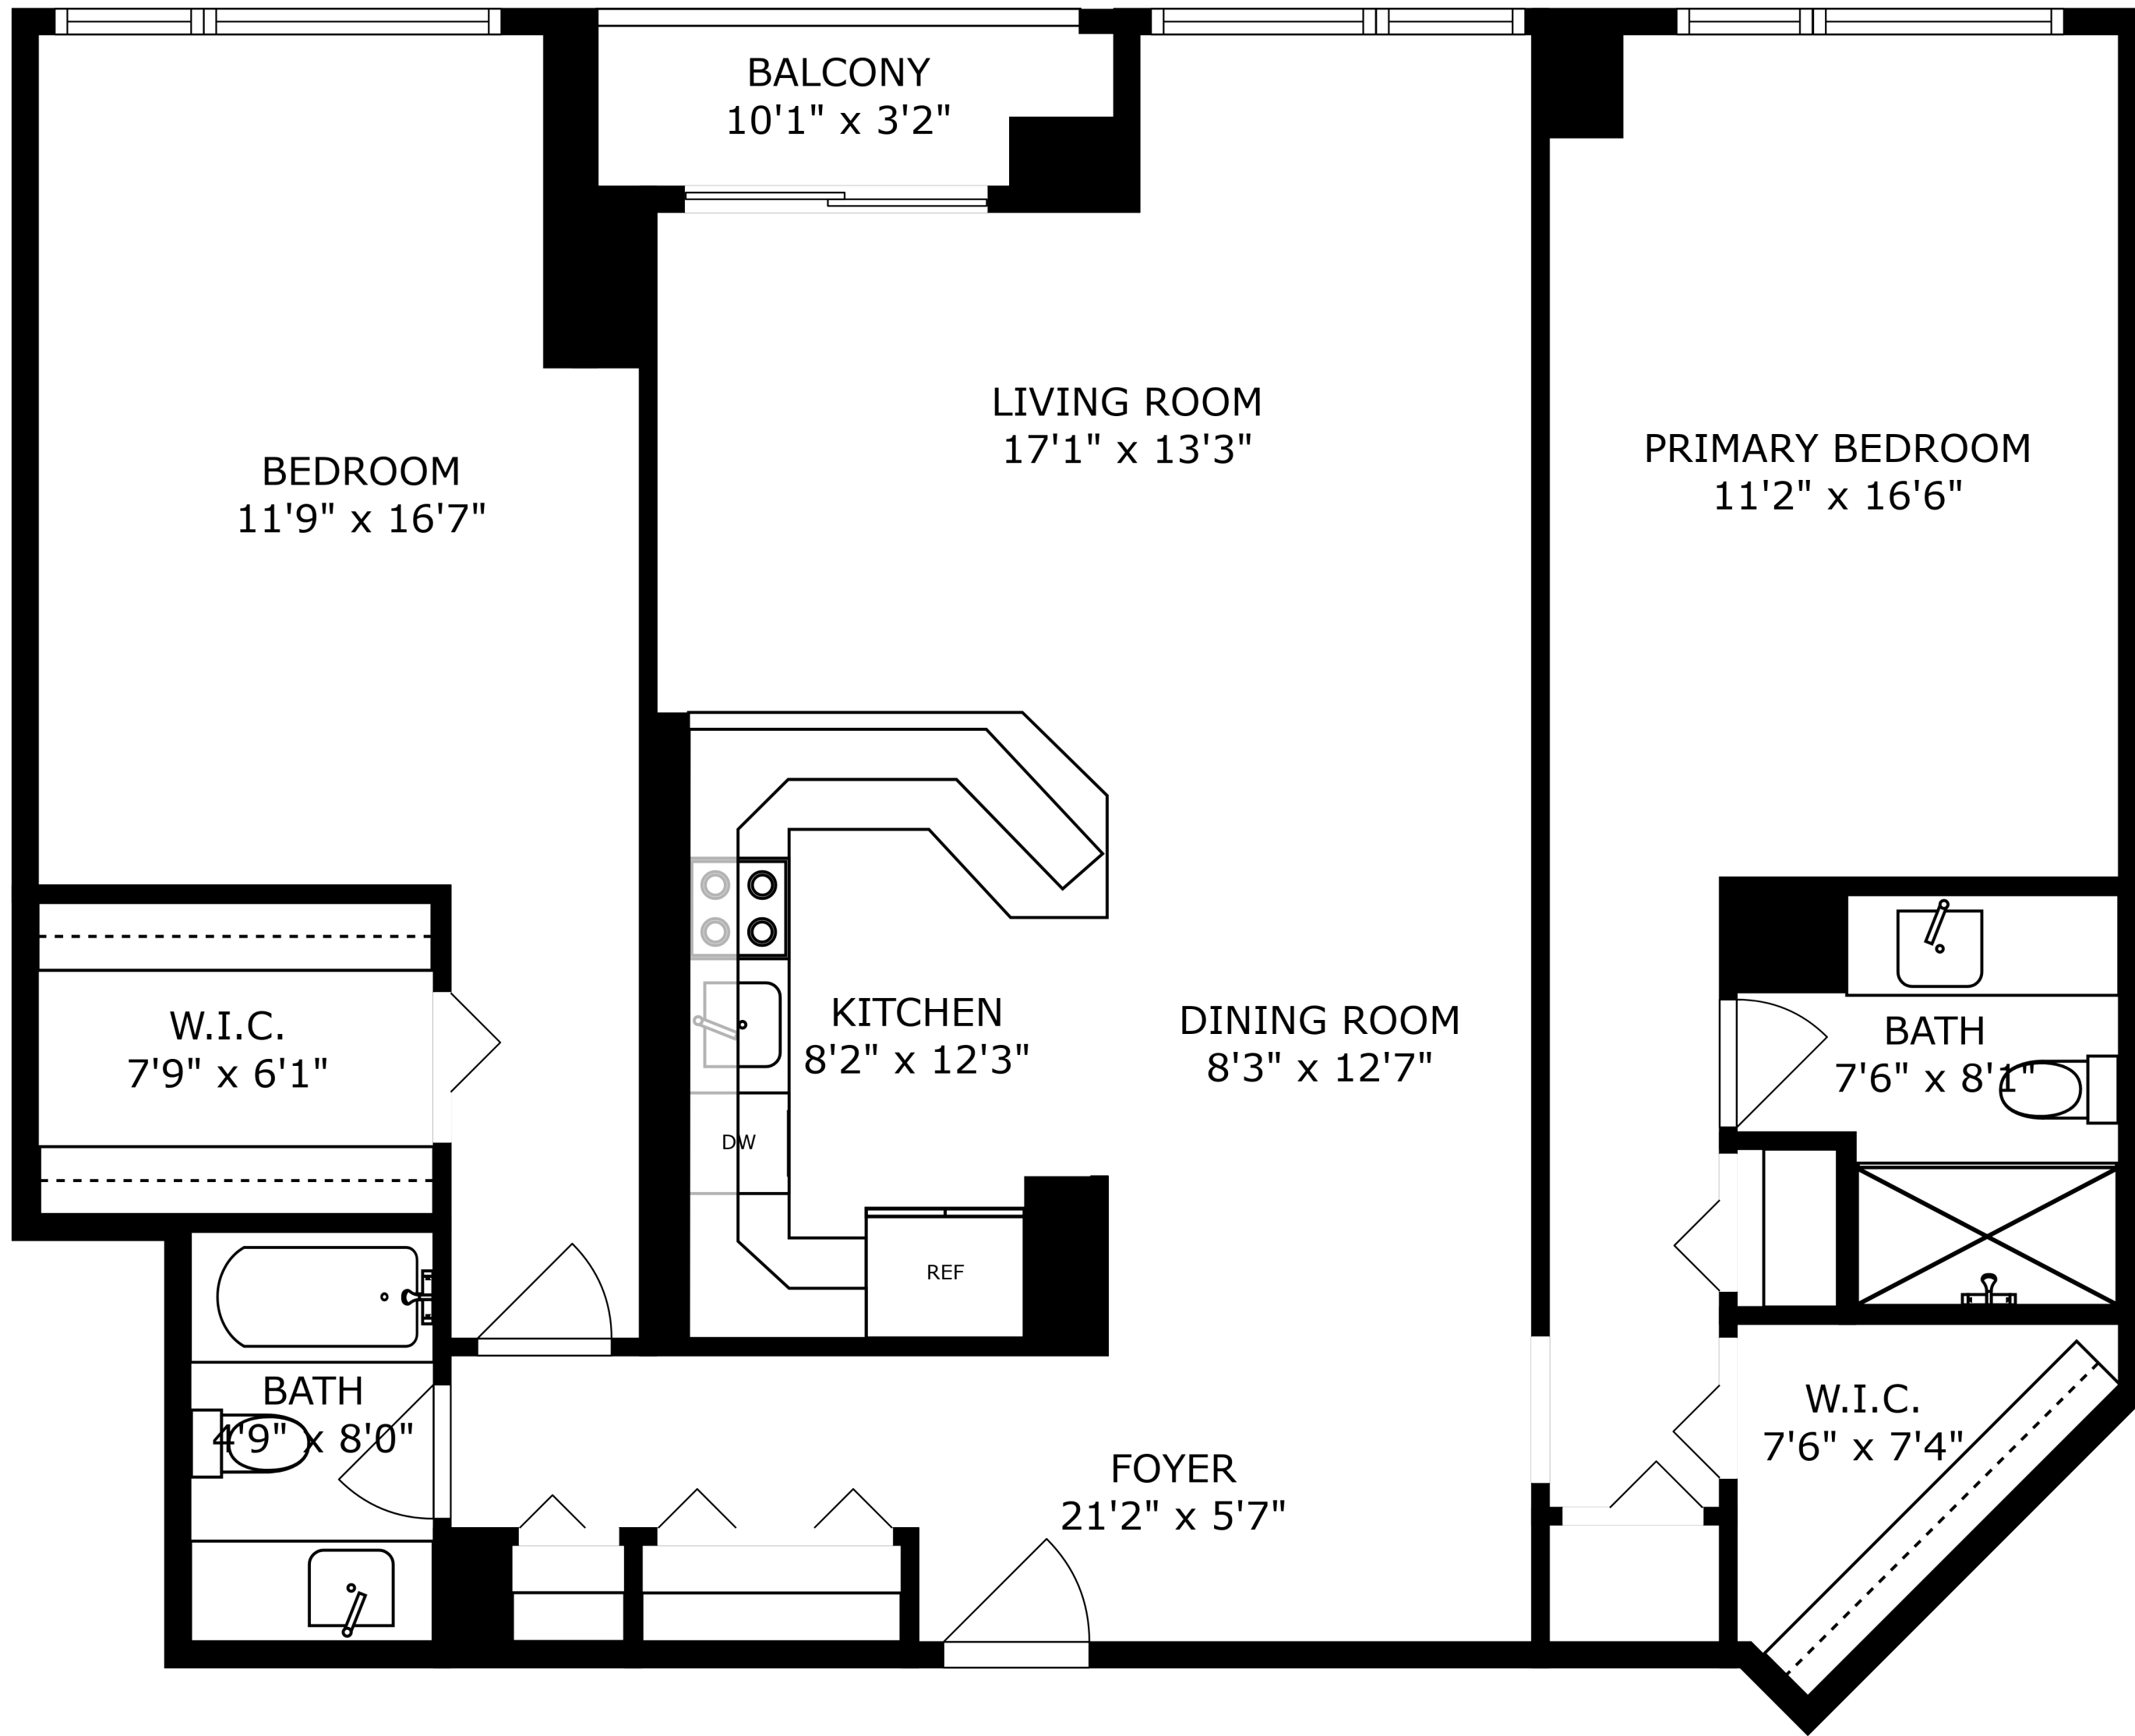 BALCONY
10'1" x 3'2"
LIVING ROOM
17'1" x 13'3"
PRIMARY BEDROOM
11'2" x 16'6"
BEDROOM
11'9" x 16'7"
KITCHEN
8'2" x 12'3"
DINING ROOM
8'3" x 12'7"
W.I.C.
7'9" x 6'1"
BATH
7'6" x 8'1"
DW
REF
BATH
4'9" x 8'0"
W.I.C.
7'6" x 7'4"
FOYER
21'2" x 5'7"